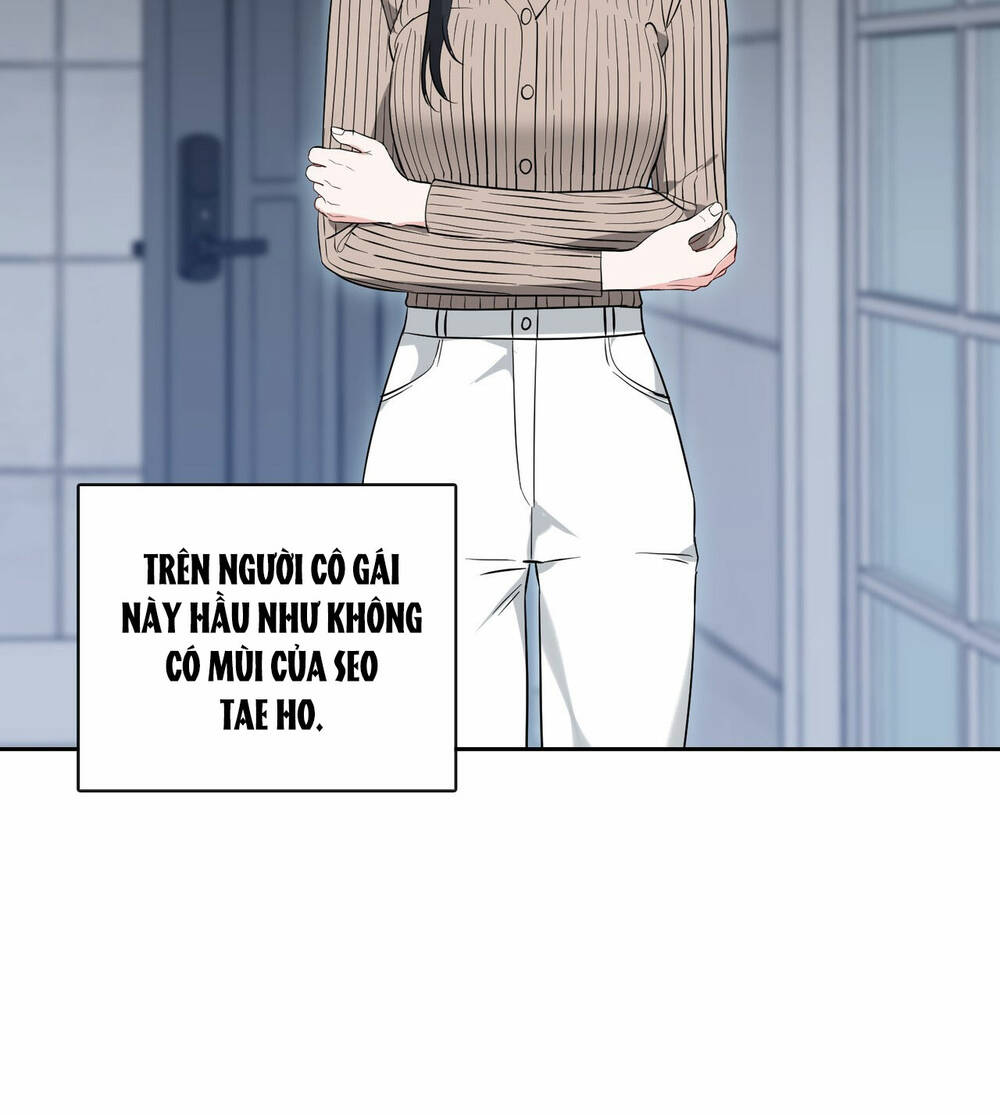 TRÊN NGƯỜI CÔ GÁI
NÀY HẦU NHƯ KHÔNG
CÓ MÙI CỦA SEO
TAE HO.